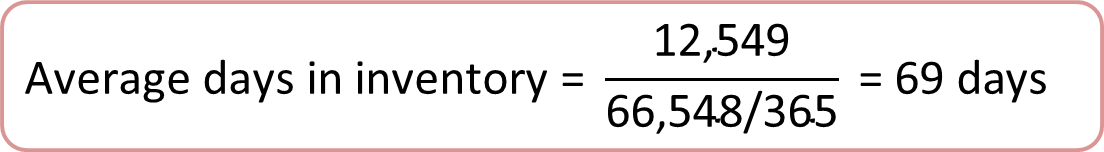 Average days in inventory = 12,549 / 66,548/365 = 69 days